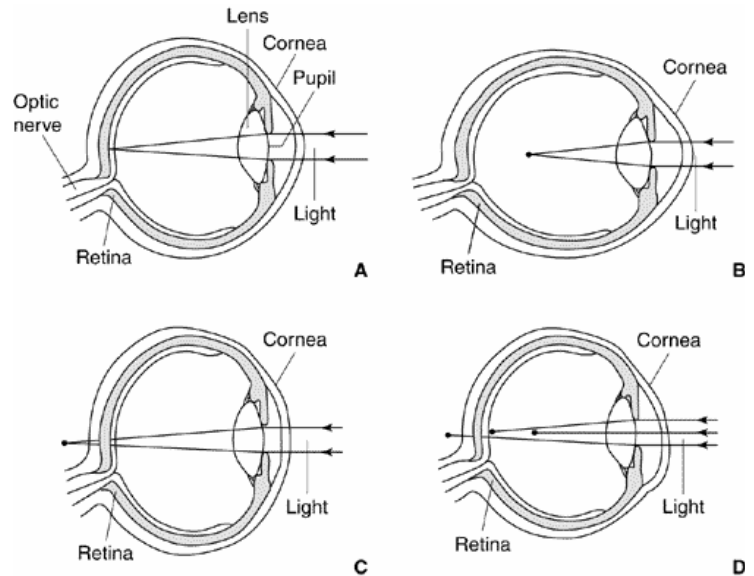 Lens
Cornea
Pupil
Optic
nerve
Light
Retina
A
Cornea
Light
Retina
B
Cornea
Light
Retina
C
Cornea
Light
Retina
D